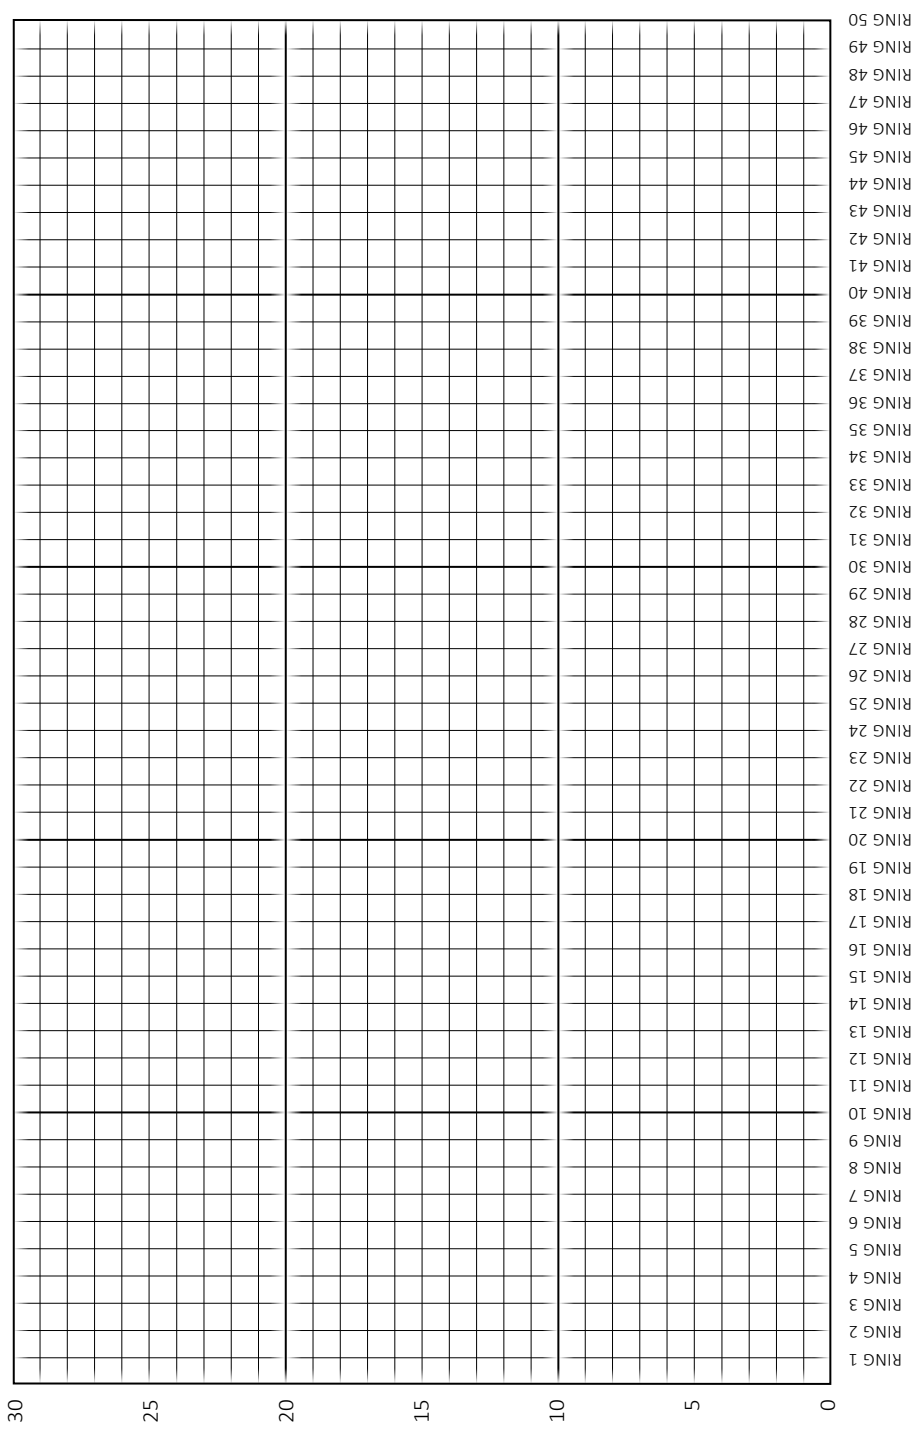 RING 50
RING 49
RING 48
RING 47
RING 46
RING 45
RING 44
RING 43
RING 42
RING 41
RING 40
RING 39
RING 38
RING 37
RING 36
RING 35
RING 34
RING 33
RING 32
RING 31
RING 30
RING 29
RING 28
RING 27
RING 26
RING 25
RING 24
RING 23
RING 22
RING 21
RING 20
RING 19
RING 18
RING 17
RING 16
RING 15
RING 14
RING 13
RING 12
RING 11
RING 10
RING 9
RING 8
RING 7
RING 6
RING 5
RING 4
RING 3
RING 2
RING 1
30
25
20
15
10
5
0